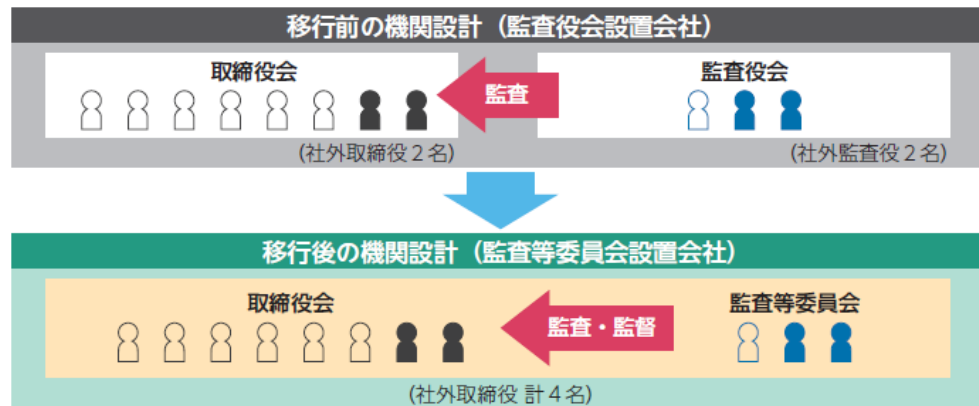 移行前の機関設計（監査役会設置会社）
取締役会
監査
監査役会
(社外取締役２名)
(社外監査役２名)
移行後の機関設計（監査等委員会設置会社）
取締役会
監査・監督
監査等委員会
(社外取締役 計４名)